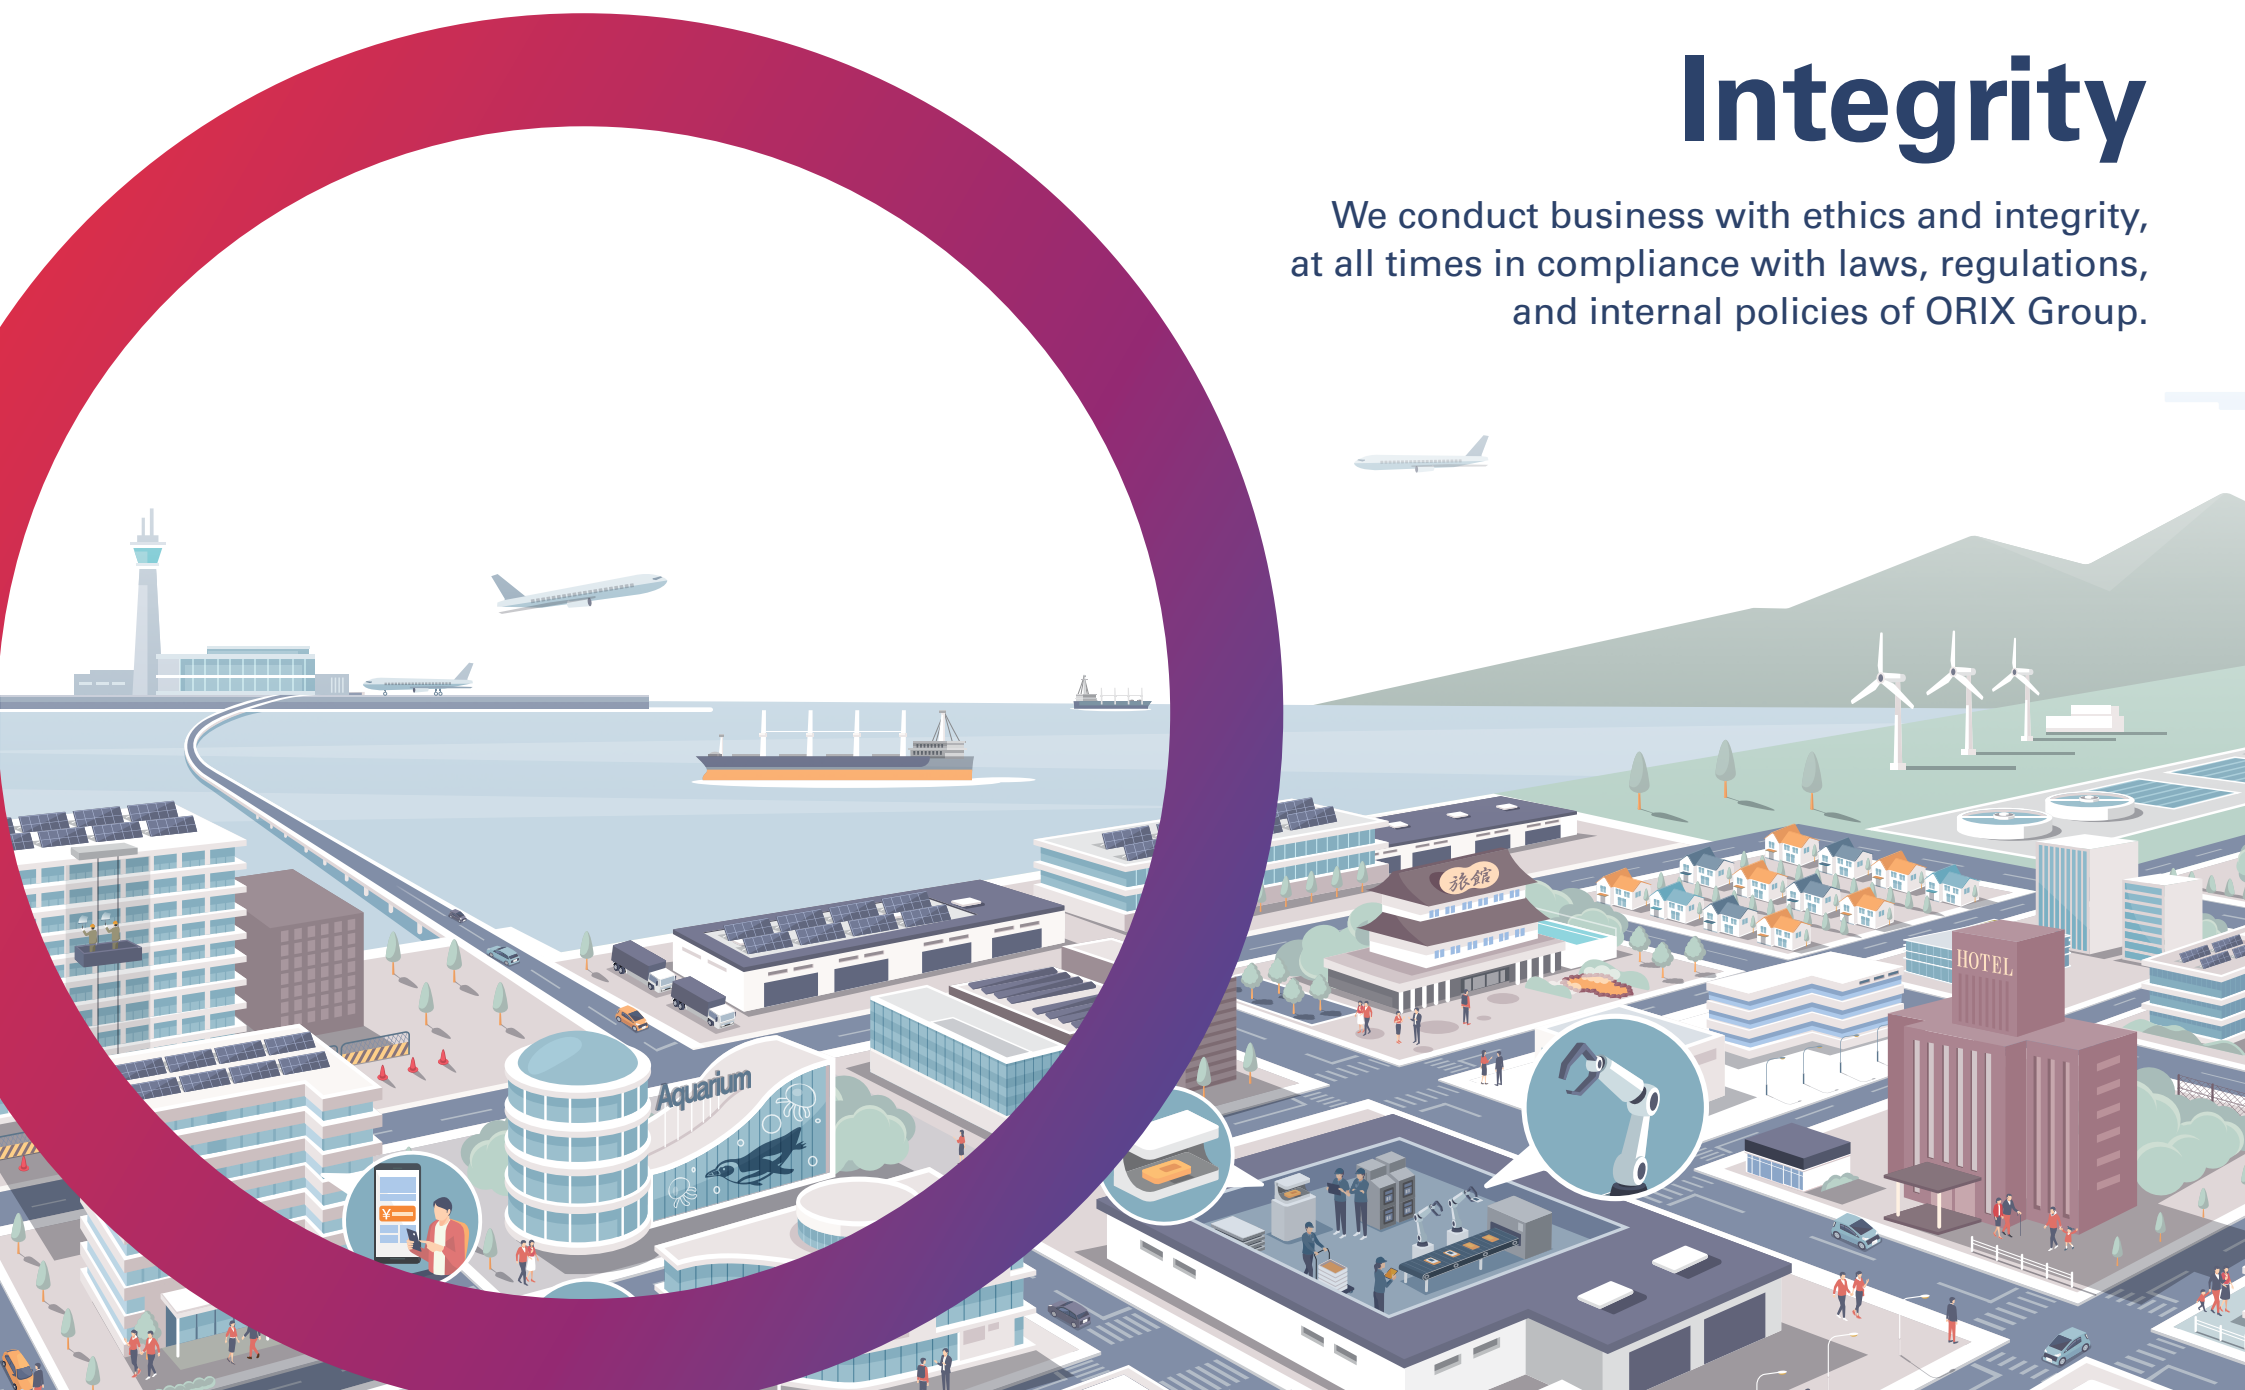 Integrity
We conduct business with ethics and integrity,
at all times in compliance with laws, regulations,
and internal policies of ORIX Group.
旅館
HOTEL
Aquarium
¥